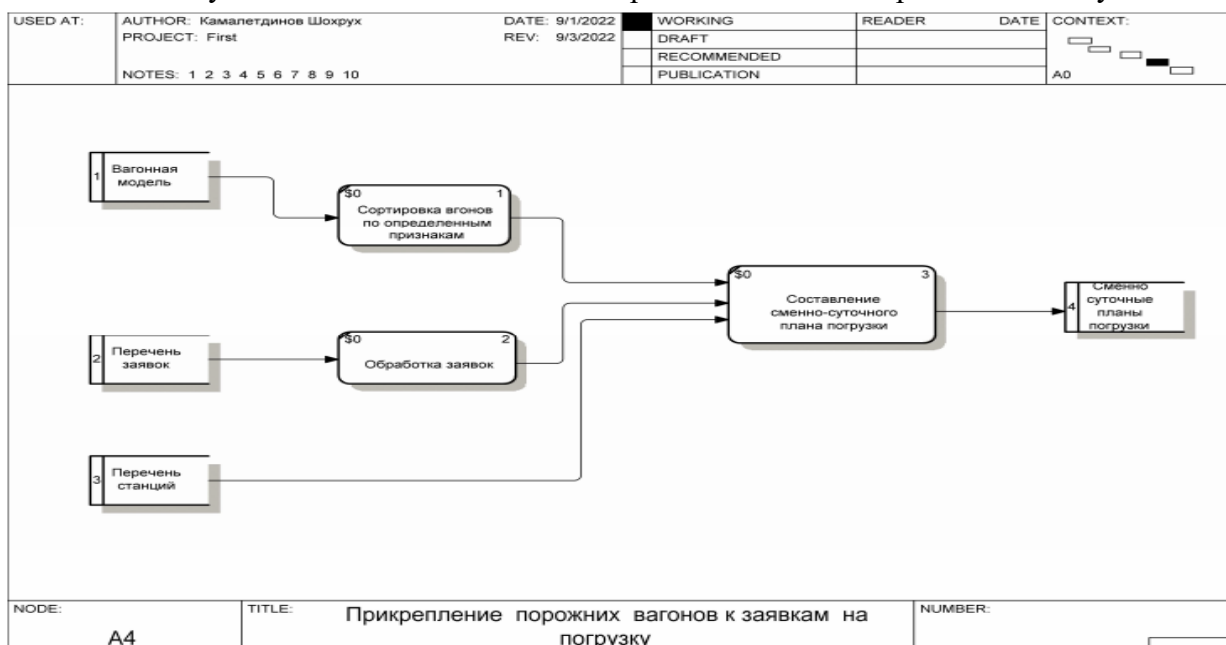 USED AT:
AUTHOR: Камалетдинов Шохрух
DATE: 9/1/2022
PROJECT: First
REV: 9/3/2022
NOTES: 1 2 3 4 5 6 7 8 9 10
WORKING
DRAFT
RECOMMENDED
PUBLICATION
READER
DATE
CONTEXT:
A0
1
Вагонная
модель
$0
1
Сортировка вгонов
по определенным
признакам
2
Перечень
заявок
$0
2
Обработка заявок
3
Перечень
станций
$0
3
Составление
сменно-суточного
плана погрузки
4
Сменно
суточные
планы
погрузки
NODE:
A4
TITLE:
Прикрепление порожних вагонов к заявкам на
погрузку
NUMBER: